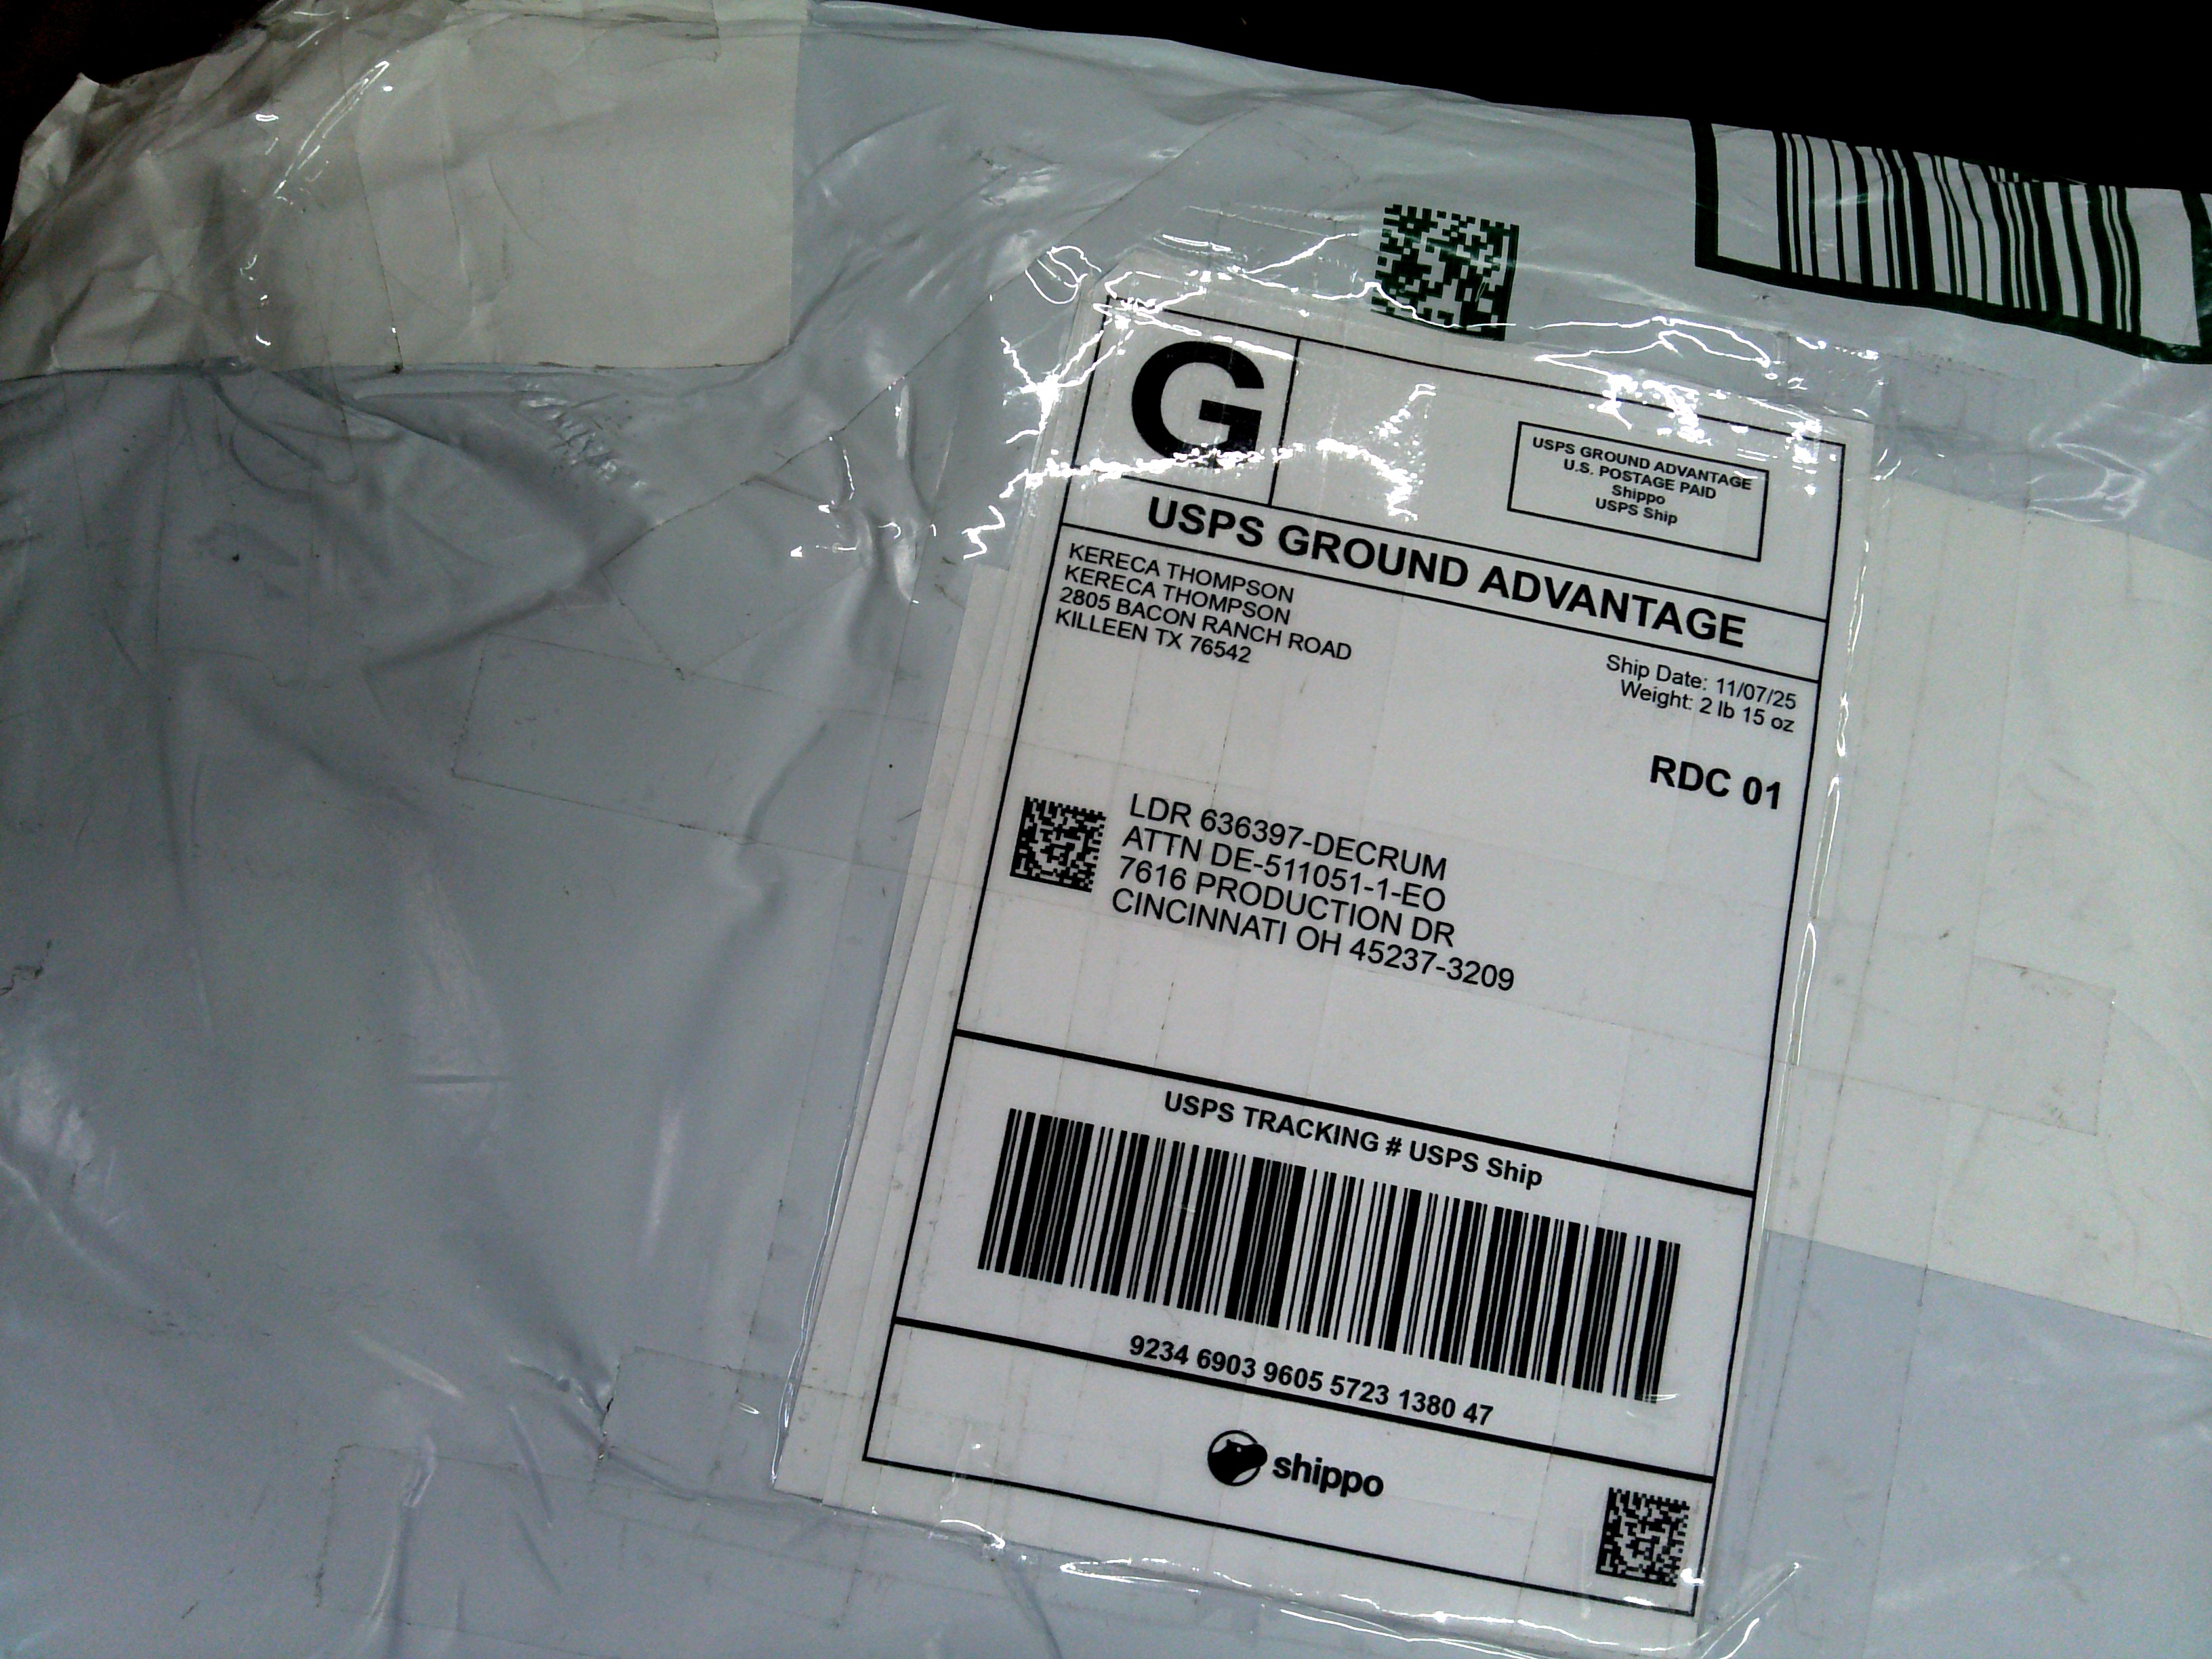 G
USPS GROUND ADVANTAGE
U.S. POSTAGE PAID
Shippo
USPS Ship
USPS GROUND ADVANTAGE
KERECA THOMPSON
KERECA THOMPSON
2805 BACON RANCH ROAD
KILLEEN TX 76542
Ship Date: 11/07/25
Weight: 2 lb 15 oz
RDC 01
LDR 636397-DECRUM
ATTN DE-511051-1-EO
7616 PRODUCTION DR
CINCINNATI OH 45237-3209
USPS TRACKING # USPS Ship
9234 6903 9605 5723 1380 47
shippo